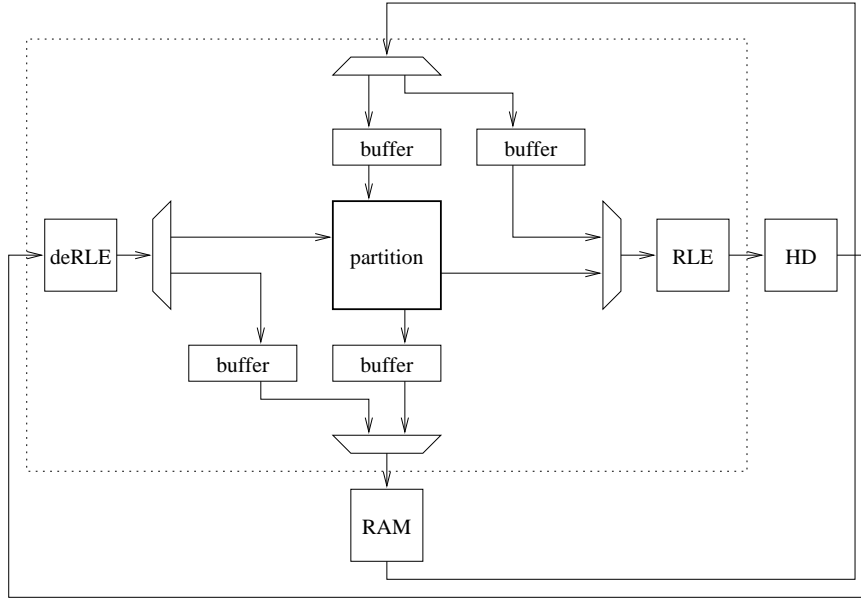 buffer
buffer
deRLE
partition
RLE
HD
buffer
buffer
RAM